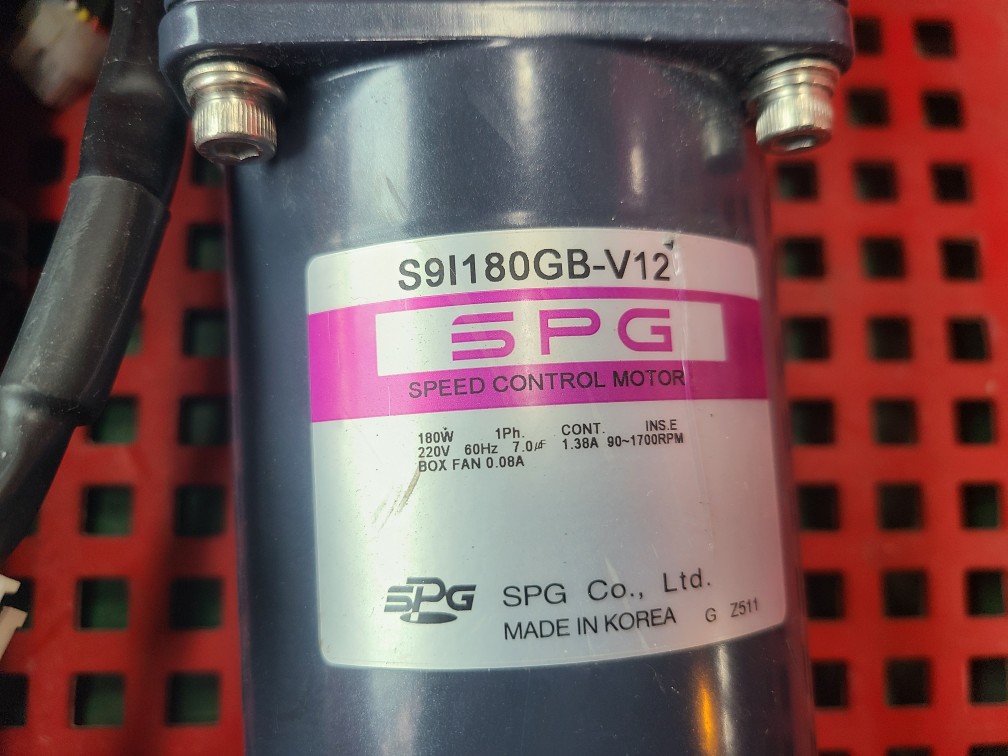 S9I180GB-V12
SPG
SPEED CONTROL MOTOR
180W 1Ph. CONT. INS.E
220V 60Hz 7.0μF 1.38A 90~1700RPM
BOX FAN 0.08A
SPG SPG Co., Ltd.
MADE IN KOREA G Z511